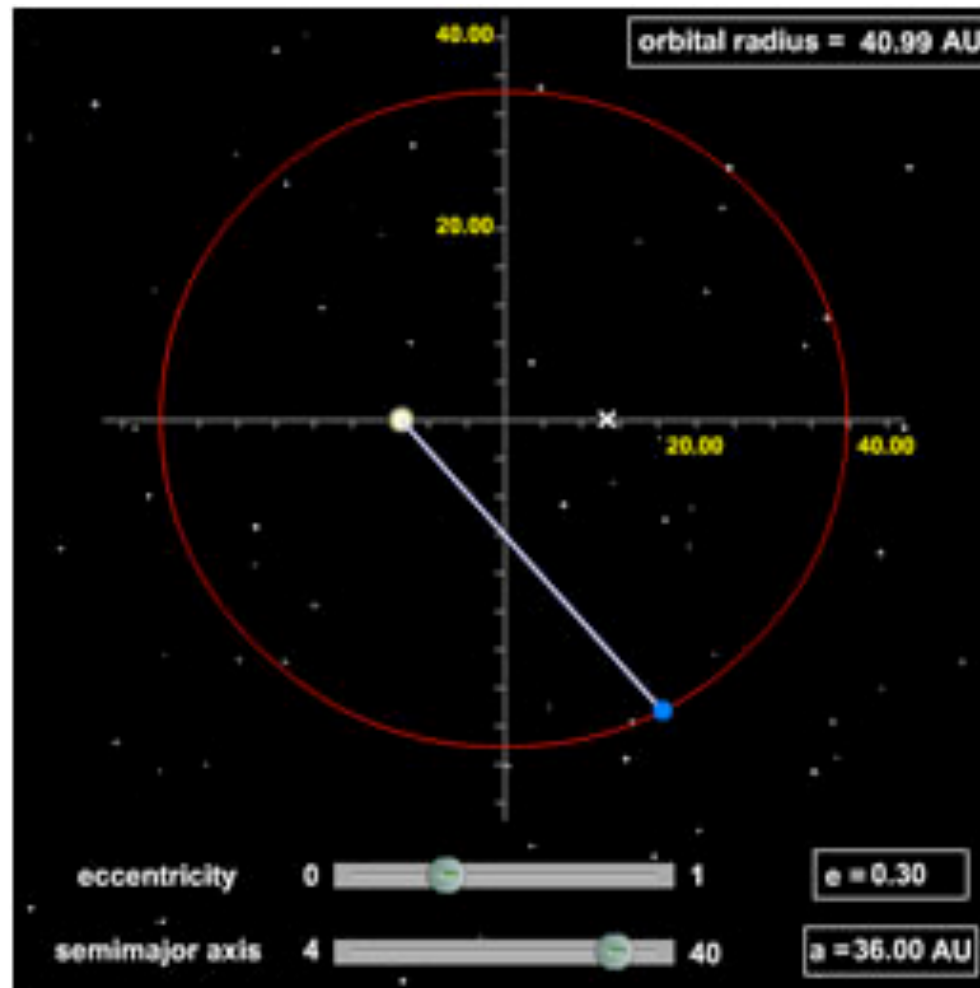 40.00
orbital radius = 40.99 AU
20.00
20.00 40.00
eccentricity 0 1 e = 0.30
semimajor axis 4 40 a =36.00 AU